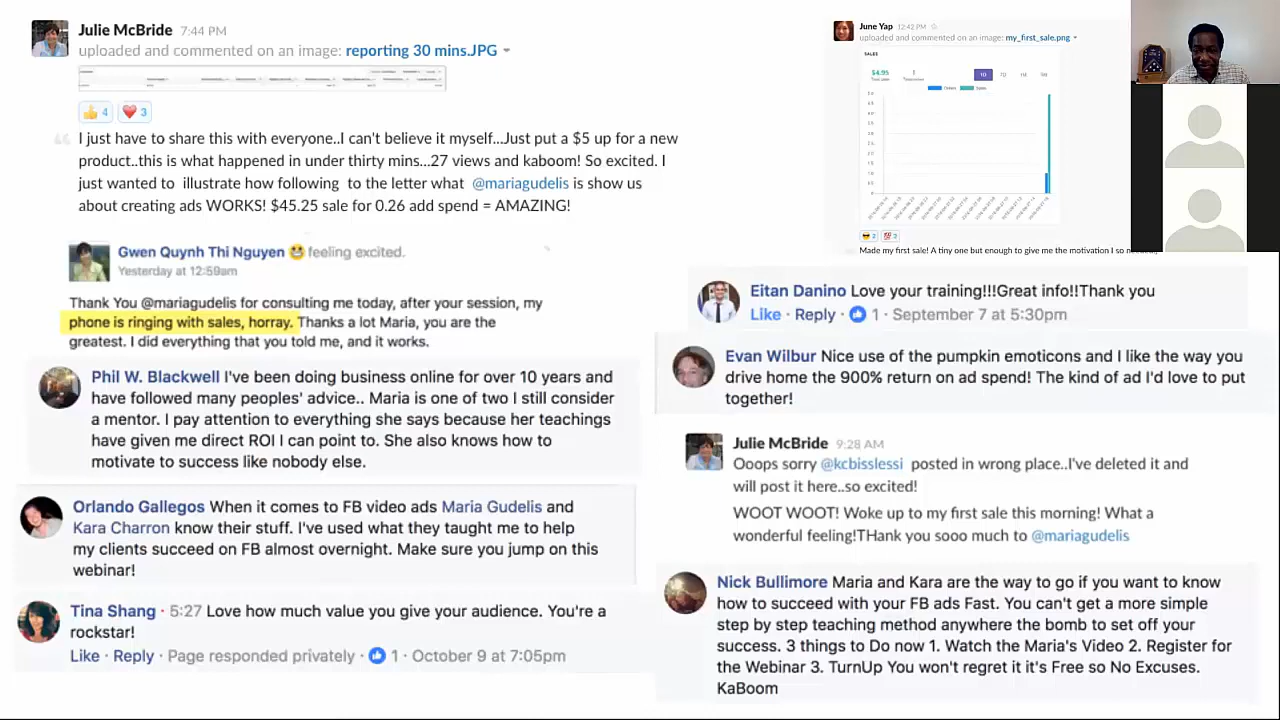 Julie McBride 7:44 PM
uploaded and commented on an image: reporting 30 mins.JPG
4 3
I just have to share this with everyone..I can't believe it myself...Just put a $5 up for a new
product..this is what happened in under thirty mins...27 views and kaboom! So excited. I
just wanted to illustrate how following to the letter what @mariagudelis is show us
about creating ads WORKS! $45.25 sale for 0.26 add spend = AMAZING!
Gwen Quynh Thi Nguyen feeling excited.
Yesterday at 12:59am
Thank You @mariagudelis for consulting me today, after your session, my
phone is ringing with sales, horray. Thanks a lot Maria, you are the
greatest. I did everything that you told me, and it works.
Phil W. Blackwell I've been doing business online for over 10 years and
have followed many peoples' advice.. Maria is one of two I still consider
a mentor. I pay attention to everything she says because her teachings
have given me direct ROI I can point to. She also knows how to
motivate to success like nobody else.
Orlando Gallegos When it comes to FB video ads Maria Gudelis and
Kara Charron know their stuff. I've used what they taught me to help
my clients succeed on FB almost overnight. Make sure you jump on this
webinar!
Tina Shang · 5:27 Love how much value you give your audience. You're a
rockstar!
Like · Reply · Page responded privately · 1 · October 9 at 7:05pm
June Yap 12:42 PM
uploaded and commented on an image: my_first_sale.png
SALES
$4.95 1
Made my first sale! A tiny one but enough to give me the motivation I so
Eitan Danino Love your training!!!Great info!!Thank you
Like · Reply · 1 · September 7 at 5:30pm
Evan Wilbur Nice use of the pumpkin emoticons and I like the way you
drive home the 900% return on ad spend! The kind of ad I'd love to put
together!
Julie McBride 9:28 AM
Ooops sorry @kcbisslessi posted in wrong place..I've deleted it and
will post it here..so excited!
WOOT WOOT! Woke up to my first sale this morning! What a
wonderful feeling!THank you sooo much to @mariagudelis
Nick Bullimore Maria and Kara are the way to go if you want to know
how to succeed with your FB ads Fast. You can't get a more simple
step by step teaching method anywhere the bomb to set off your
success. 3 things to Do now 1. Watch the Maria's Video 2. Register for
the Webinar 3. TurnUp You won't regret it it's Free so No Excuses.
KaBoom